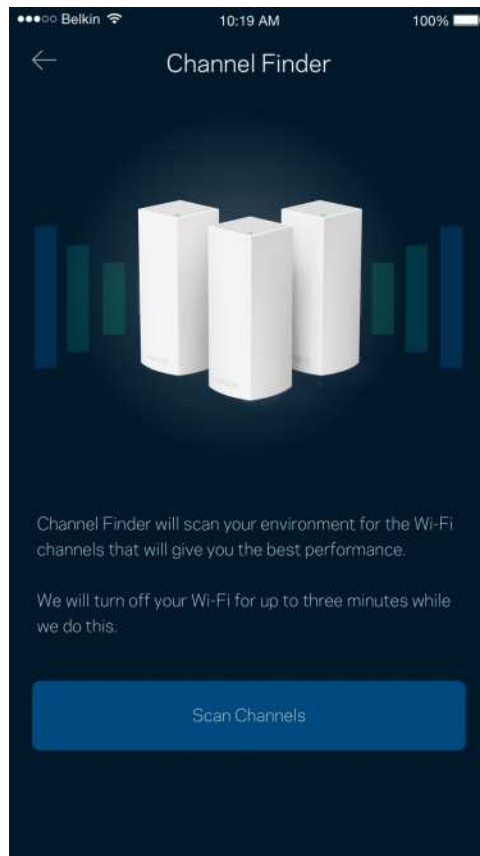 Belkin 10:19 AM 100%
Channel Finder
Channel Finder will scan your environment for the Wi-Fi
channels that will give you the best performance.
We will turn off your Wi-Fi for up to three minutes while
we do this.
Scan Channels